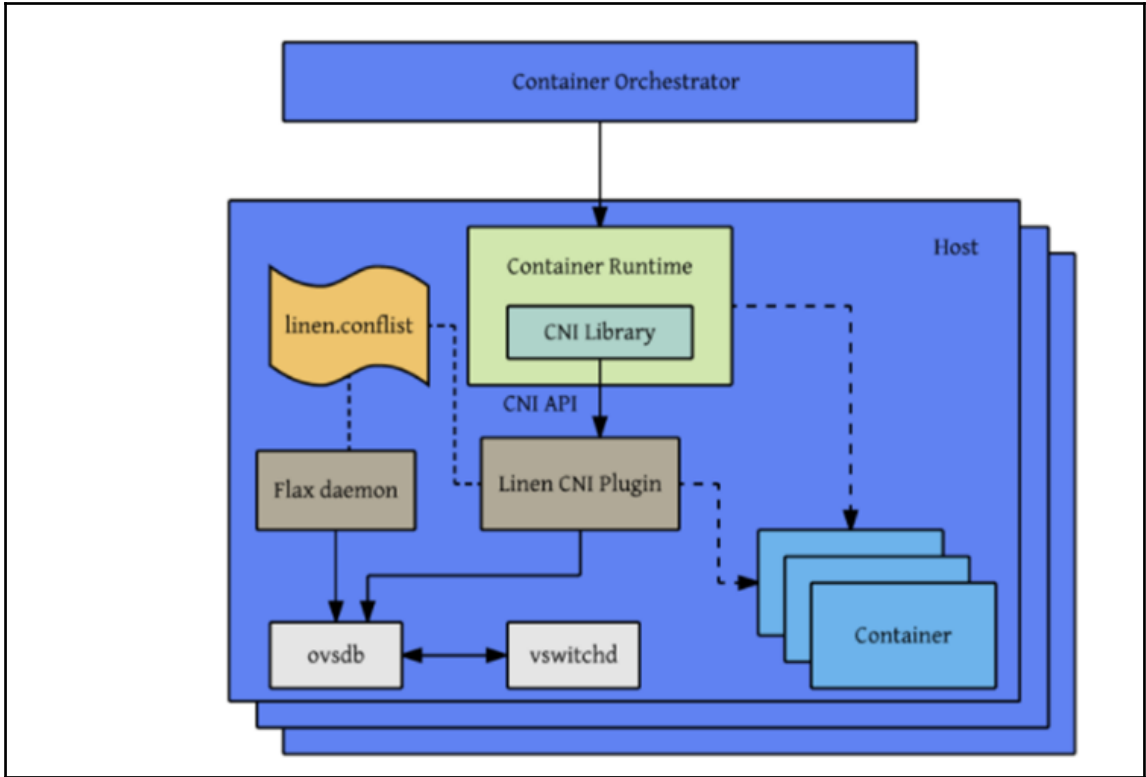 Container Orchestrator
Host
Container Runtime
linen.conflist
CNI Library
CNI API
Flax daemon
Linen CNI Plugin
ovsdb
vswitchd
Container